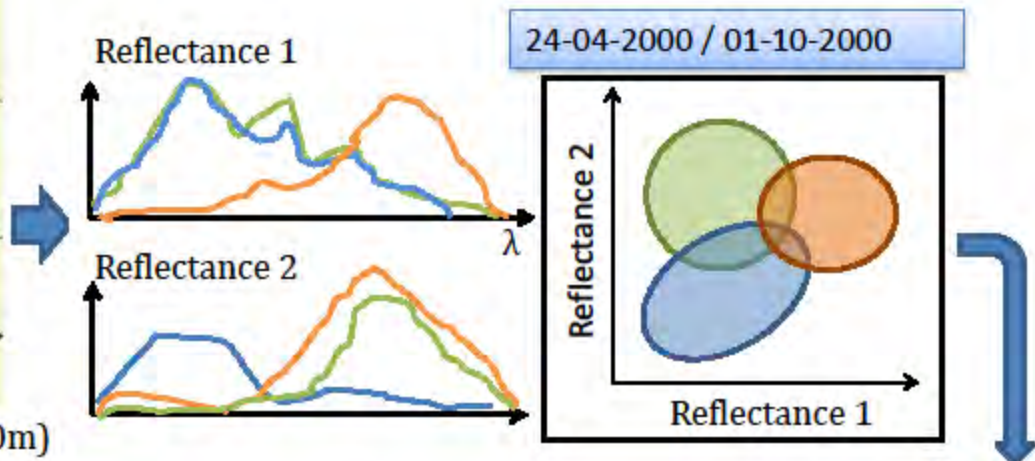 Reflectance 1
λ
Reflectance 2
0m)
24-04-2000 / 01-10-2000
Reflectance 2
Reflectance 1